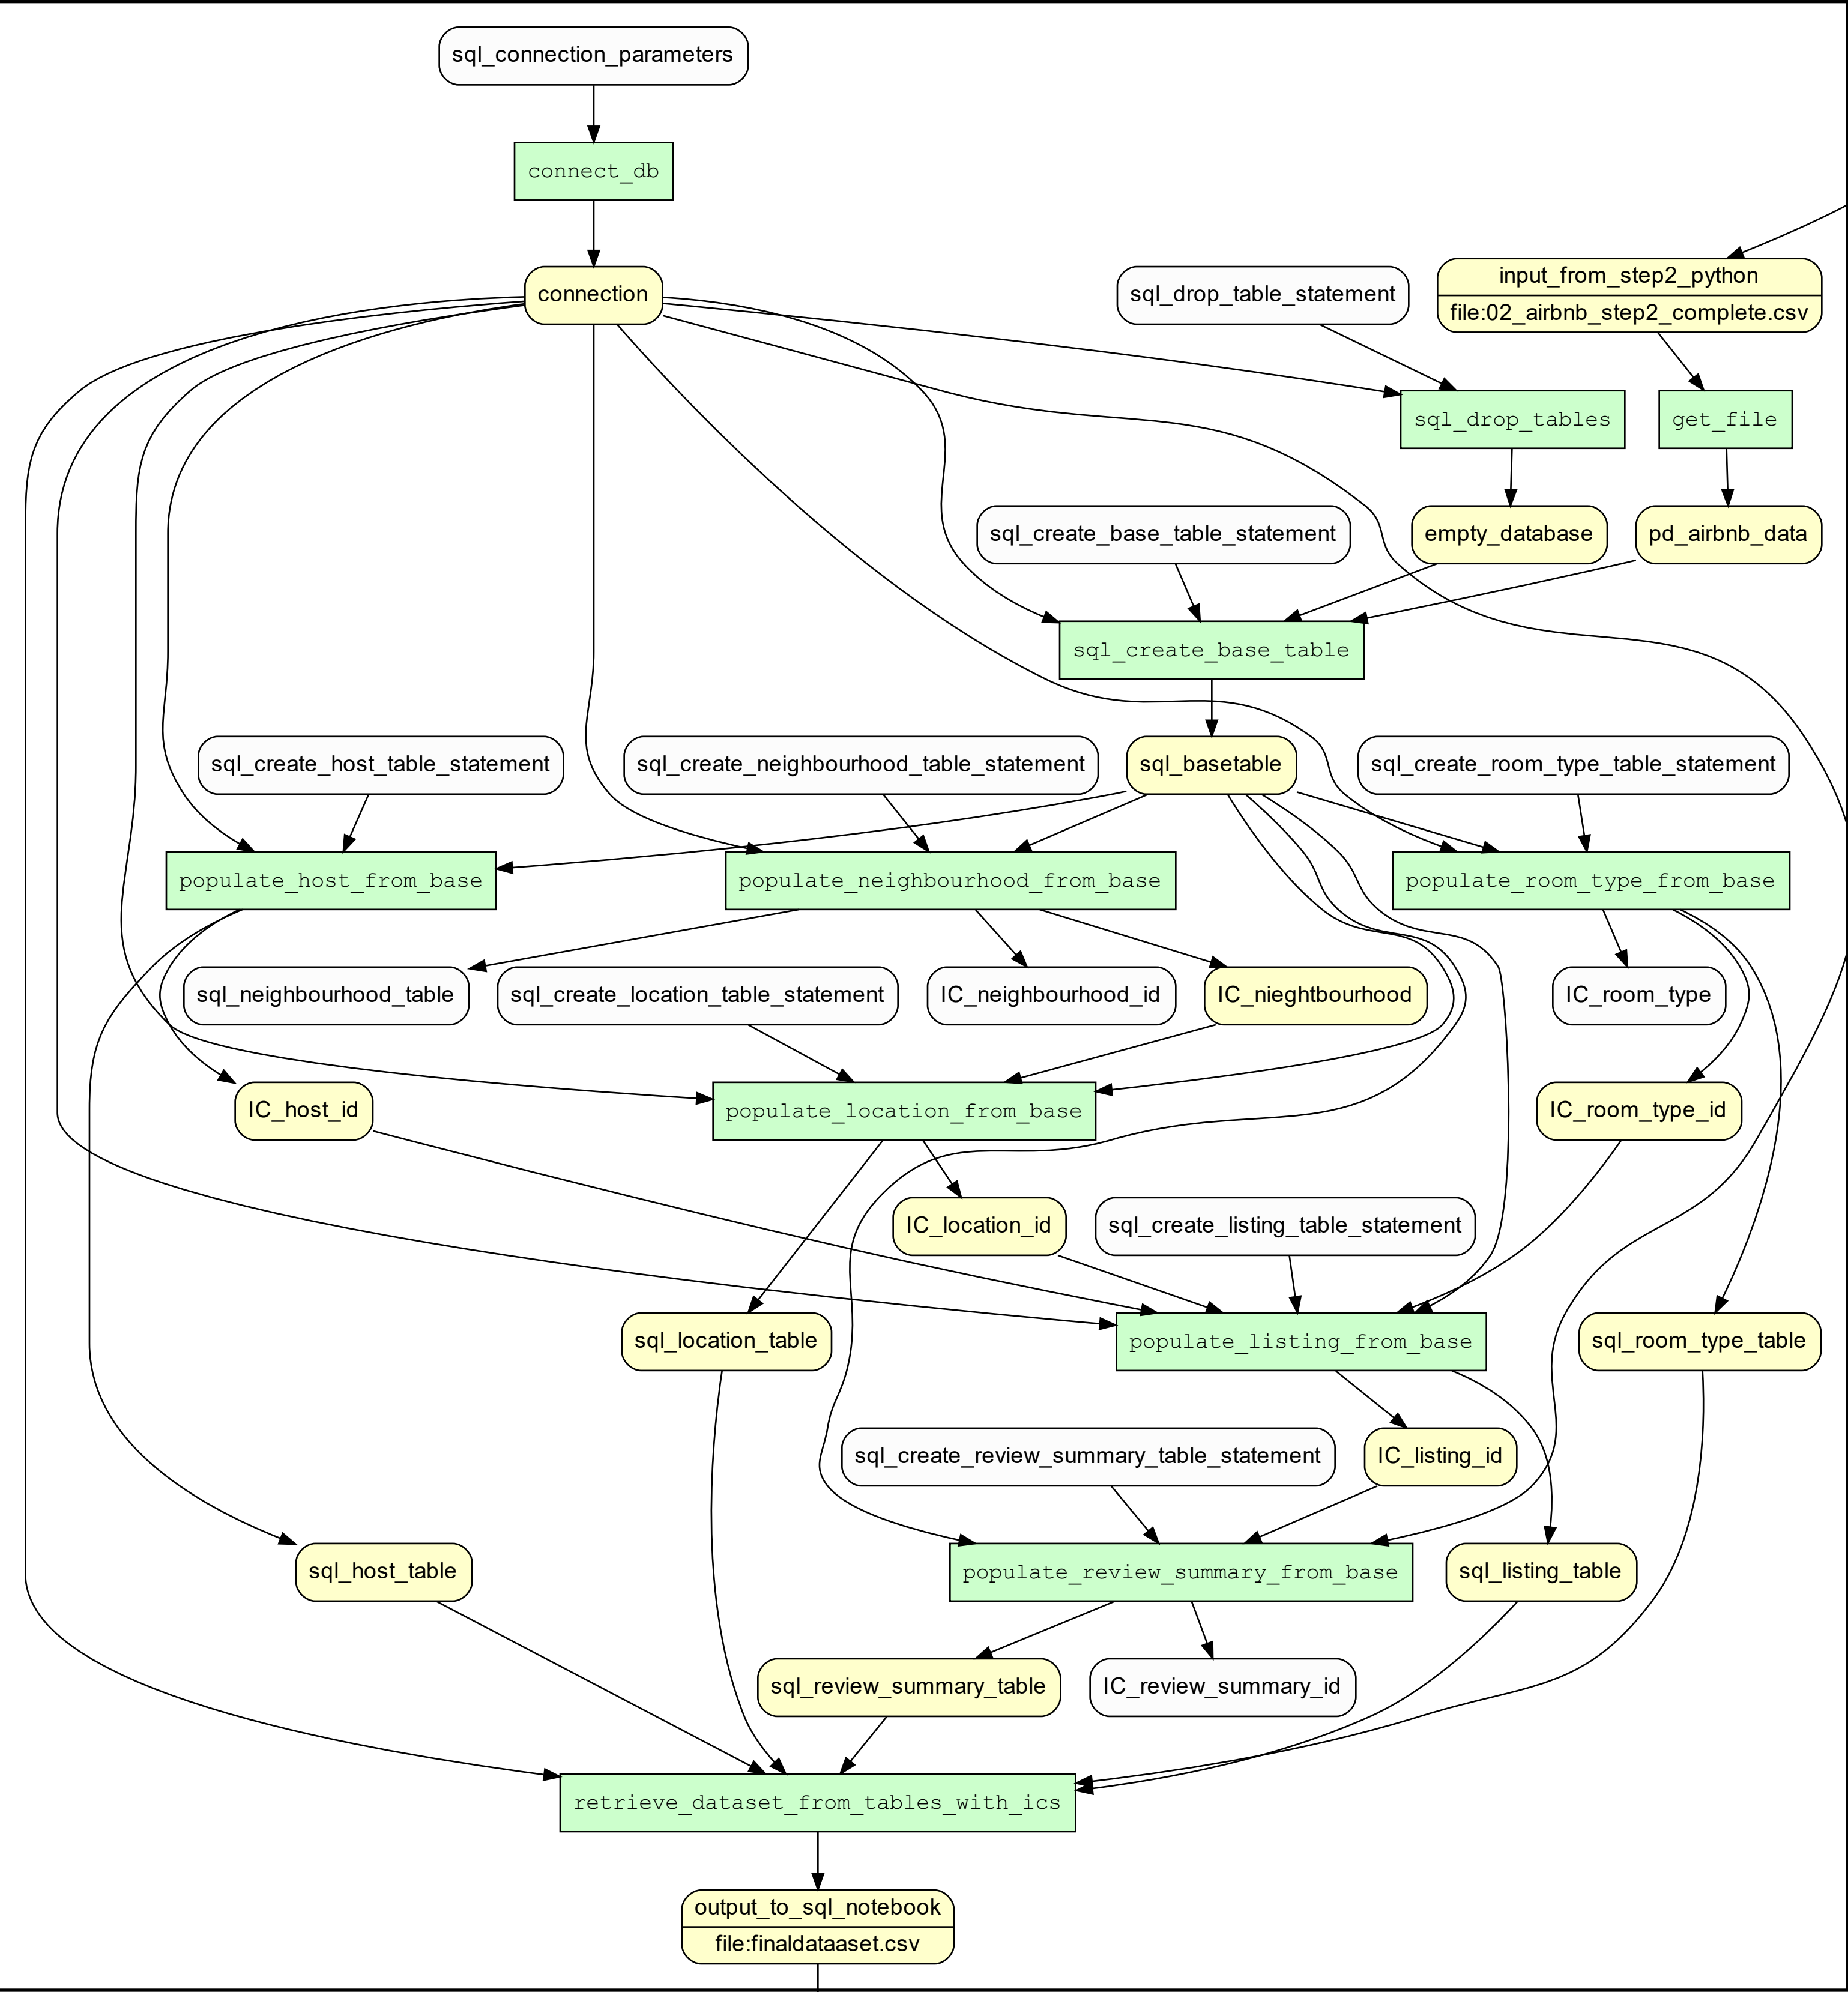 sql_connection_parameters
connect_db
connection
sql_drop_table_statement
input_from_step2_python
file:02_airbnb_step2_complete.csv
sql_drop_tables
get_file
sql_create_base_table_statement
empty_database
pd_airbnb_data
sql_create_base_table
sql_create_host_table_statement
sql_create_neighbourhood_table_statement
sql_basetable
sql_create_room_type_table_statement
populate_host_from_base
populate_neighbourhood_from_base
populate_room_type_from_base
sql_neighbourhood_table
sql_create_location_table_statement
IC_neighbourhood_id
IC_nieghtbourhood
IC_room_type
IC_host_id
populate_location_from_base
IC_room_type_id
IC_location_id
sql_create_listing_table_statement
sql_location_table
populate_listing_from_base
sql_room_type_table
sql_create_review_summary_table_statement
IC_listing_id
sql_host_table
populate_review_summary_from_base
sql_listing_table
sql_review_summary_table
IC_review_summary_id
retrieve_dataset_from_tables_with_ics
output_to_sql_notebook
file:finaldataaset.csv